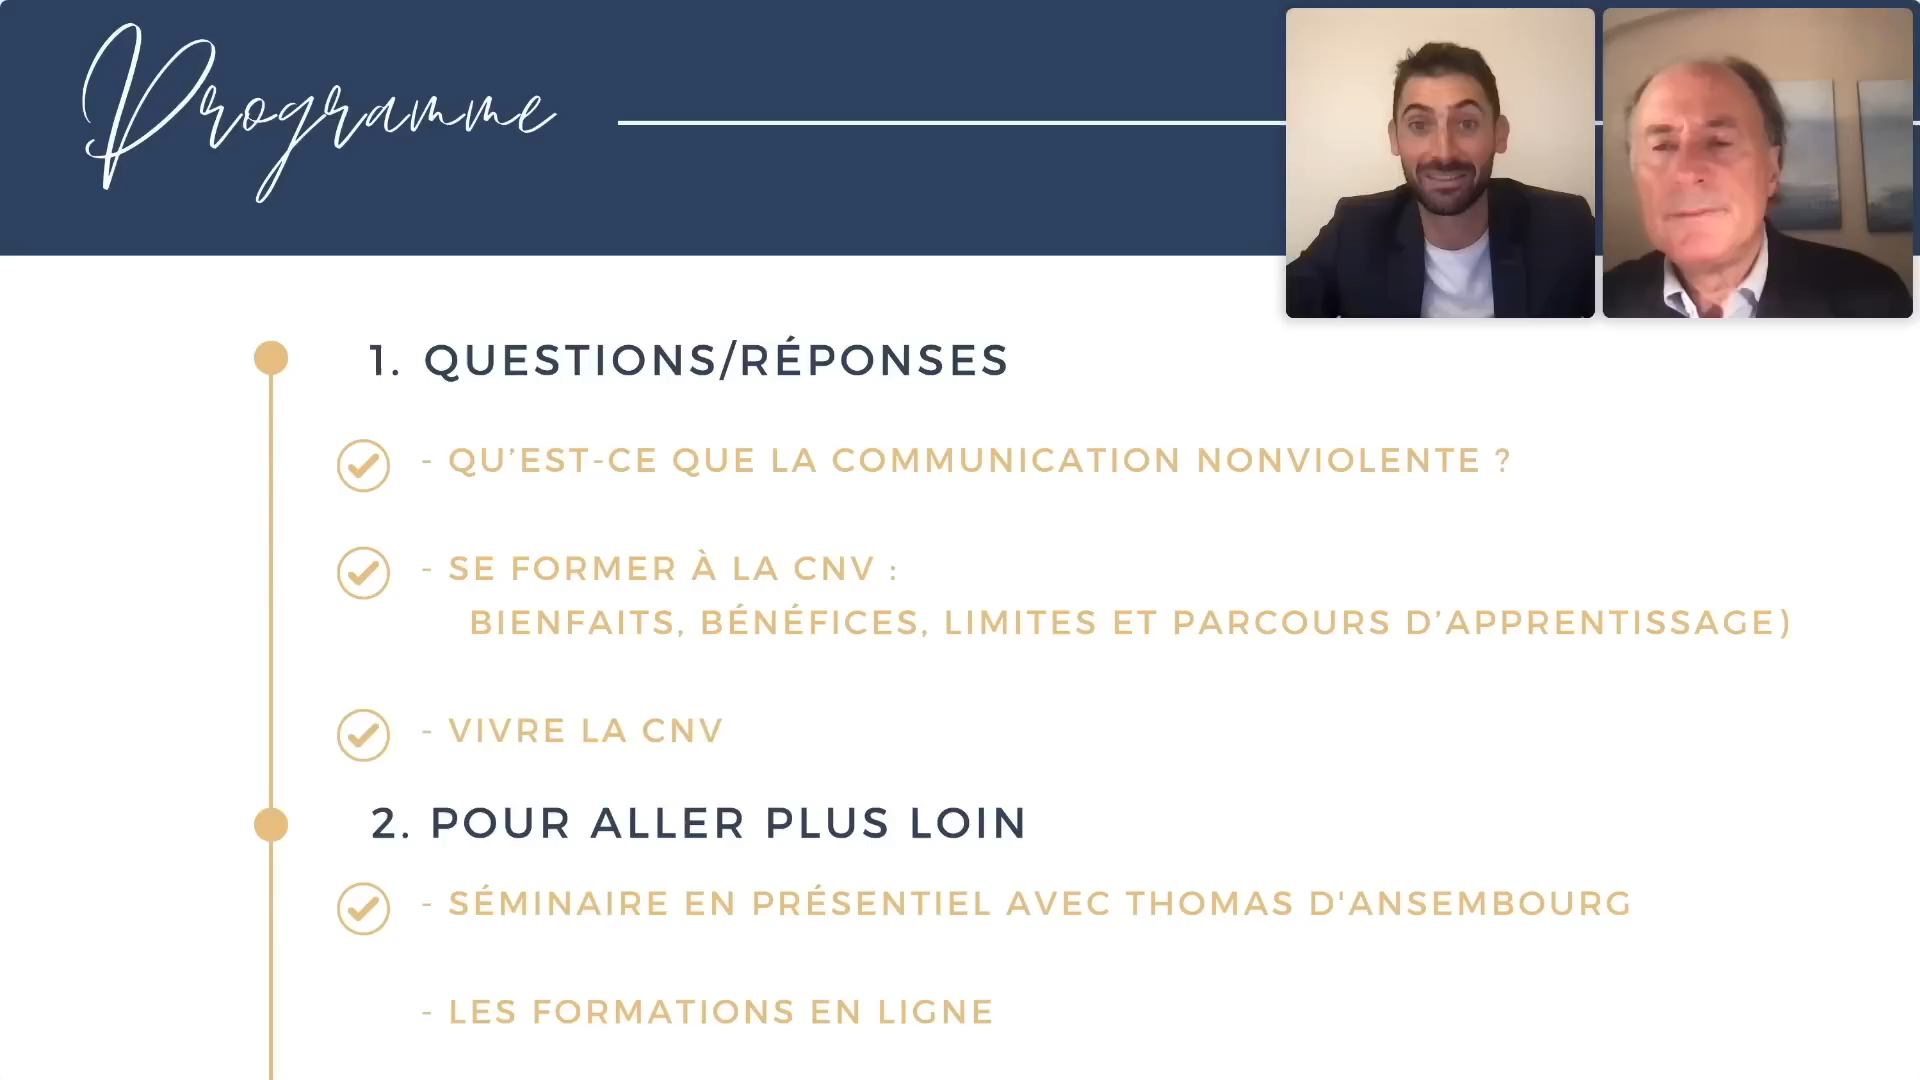 Programme
1. QUESTIONS/RÉPONSES
- QU’EST-CE QUE LA COMMUNICATION NONVIOLENTE ?
- SE FORMER À LA CNV :
BIENFAITS, BÉNÉFICES, LIMITES ET PARCOURS D’APPRENTISSAGE)
- VIVRE LA CNV
2. POUR ALLER PLUS LOIN
- SÉMINAIRE EN PRÉSENTIEL AVEC THOMAS D'ANSEMBOURG
- LES FORMATIONS EN LIGNE